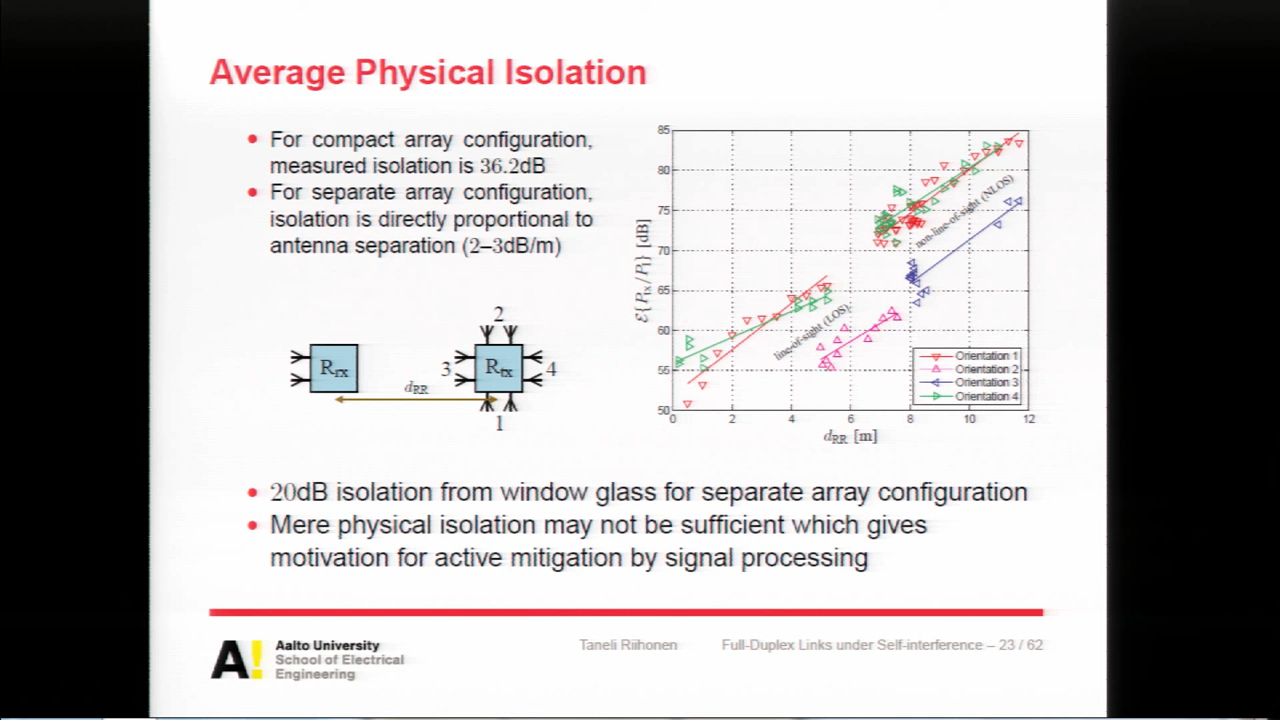 Average Physical Isolation
• For compact array configuration,
measured isolation is 36.2dB
• For separate array configuration,
isolation is directly proportional to
antenna separation (2–3dB/m)
2
Rrx
3
Rtx
4
dRR
1
85
80
75
70
65
60
55
50
0 2 4 6 8 10 12
ℰ{Ptx/PI} [dB]
dRR [m]
non-line-of-sight (NLOS)
line-of-sight (LOS)
Orientation 1
Orientation 2
Orientation 3
Orientation 4
• 20dB isolation from window glass for separate array configuration
• Mere physical isolation may not be sufficient which gives
motivation for active mitigation by signal processing
A!
Aalto University
School of Electrical
Engineering
Taneli Riihonen
Full-Duplex Links under Self-interference – 23 / 62